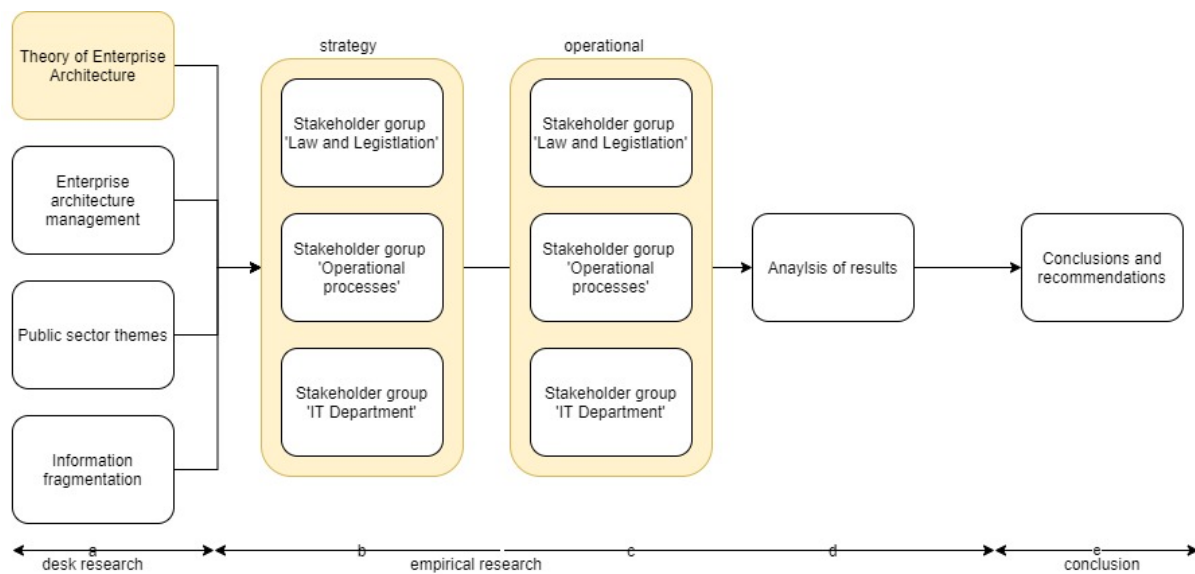 strategy
operational
Theory of Enterprise
Architecture
Enterprise
architecture
management
Public sector themes
Information
fragmentation
Stakeholder gorup
'Law and Legistlation'
Stakeholder gorup
'Operational
processes'
Stakeholder group
'IT Department'
Stakeholder gorup
'Law and Legistlation'
Stakeholder gorup
'Operational
processes'
Stakeholder group
'IT Department'
Anaylsis of results
Conclusions and
recommendations
a
desk research
b
empirical research
c
d
e
conclusion